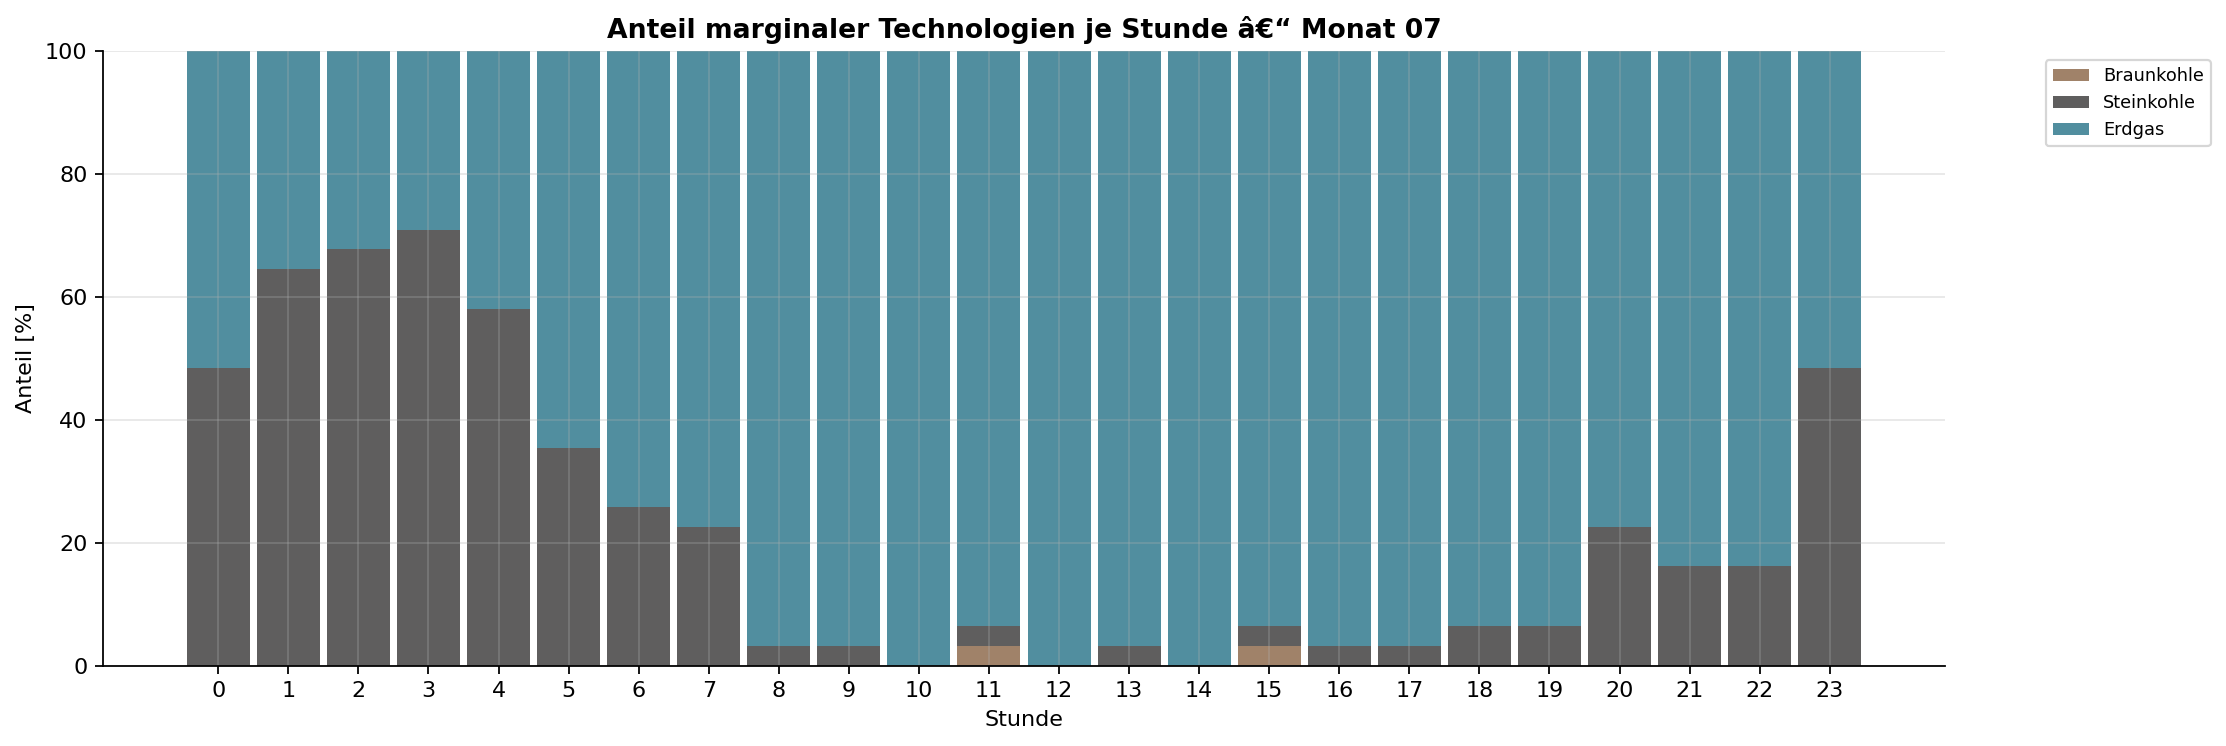 Anteil marginaler Technologien je Stunde â€“ Monat 07
100
80
60
40
20
0
Anteil [%]
0 1 2 3 4 5 6 7 8 9 10 11 12 13 14 15 16 17 18 19 20 21 22 23
Stunde
Braunkohle
Steinkohle
Erdgas